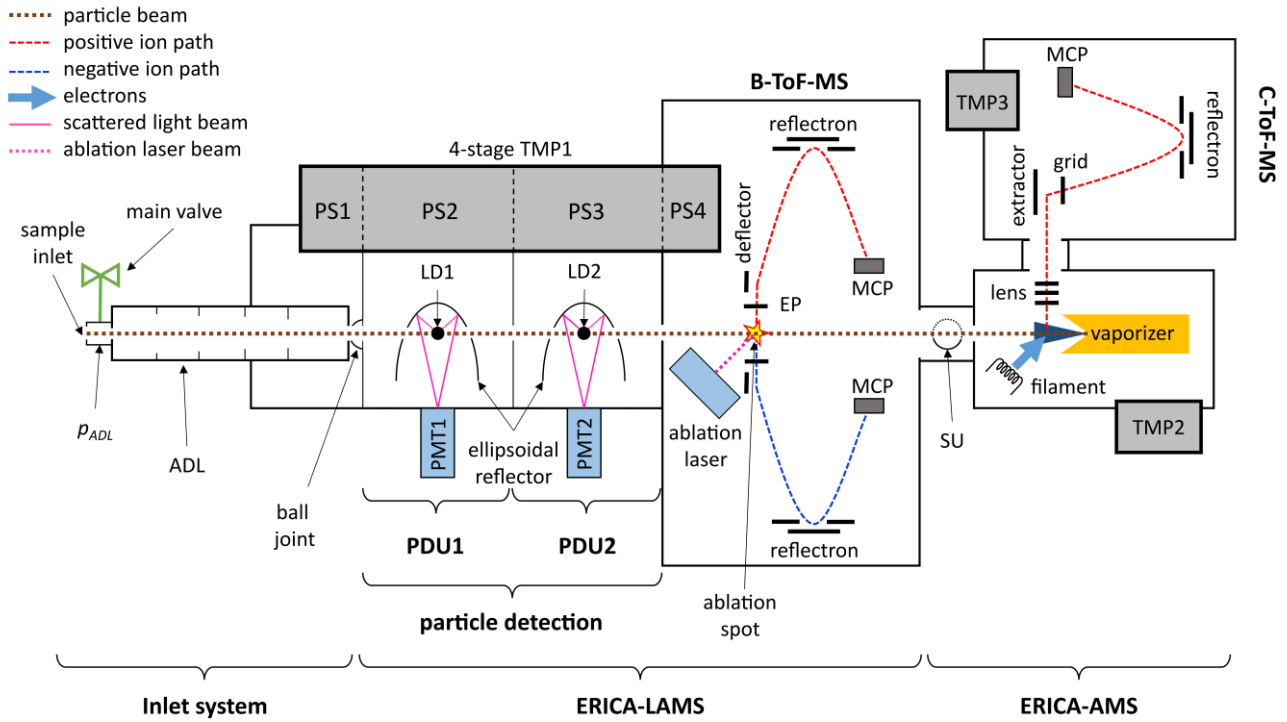 particle beam
positive ion path
negative ion path
electrons
scattered light beam
ablation laser beam
B-ToF-MS
C-ToF-MS
MCP
TMP3
reflectron
extractor
grid
reflectron
4-stage TMP1
PS1
PS2
PS3
PS4
main valve
sample
inlet
LD1
LD2
deflector
EP
MCP
lens
vaporizer
filament
p_ADL
ADL
ball
joint
PMT1
PMT2
ellipsoidal
reflector
ablation
laser
MCP
SU
TMP2
PDU1
PDU2
reflectron
particle detection
ablation
spot
Inlet system
ERICA-LAMS
ERICA-AMS